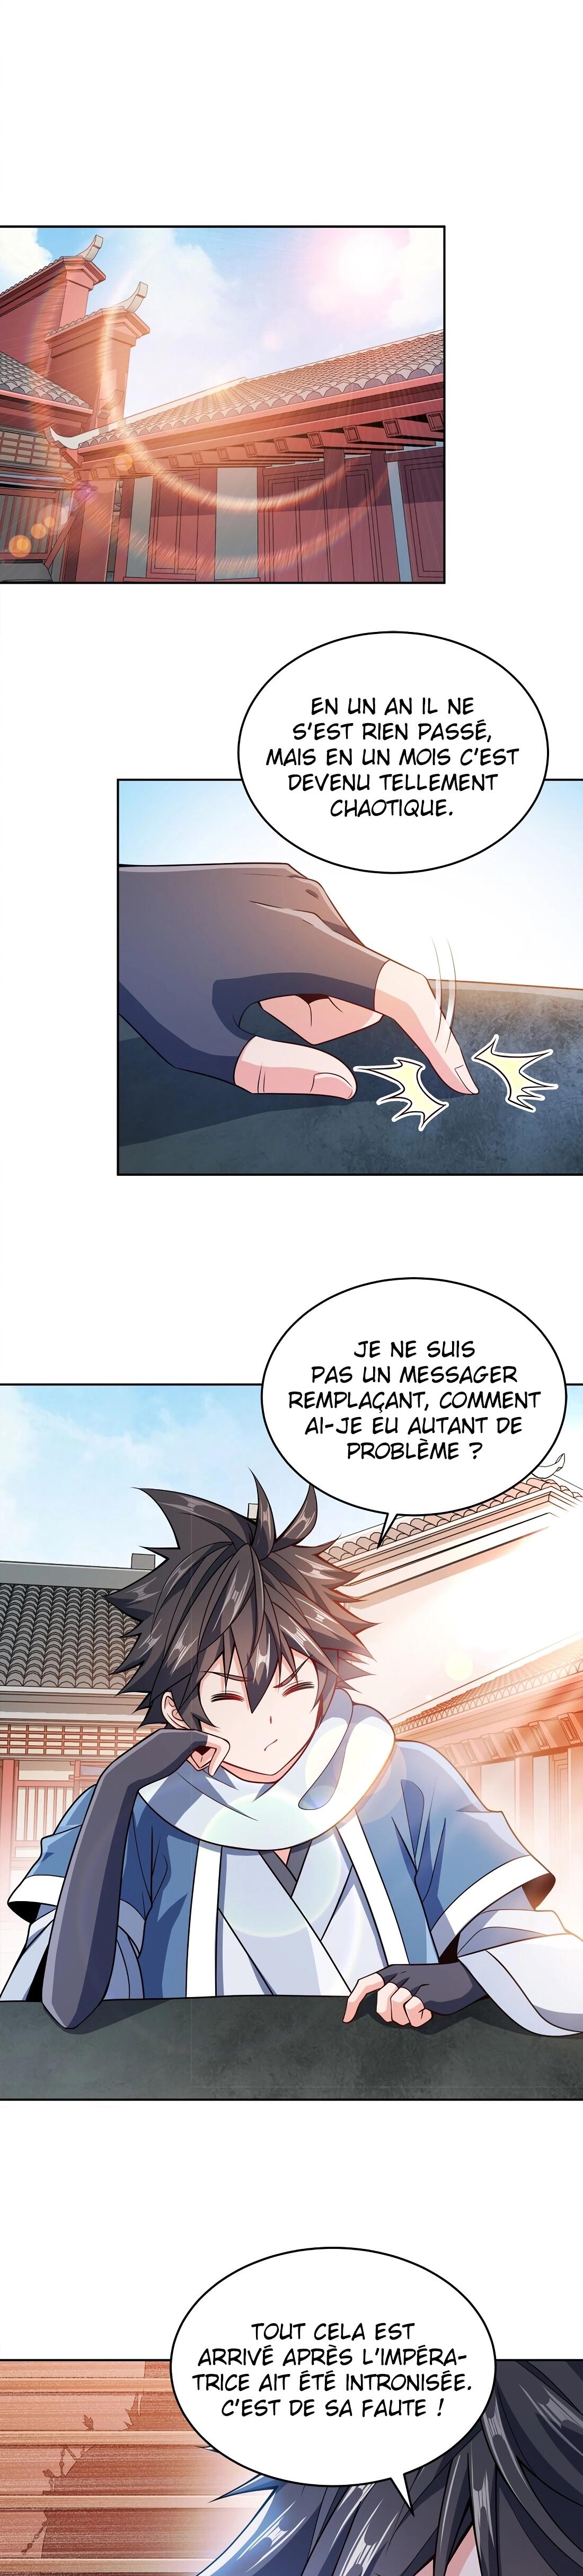 EN UN AN IL NE
S'EST RIEN PASSÉ,
MAIS EN UN MOIS C'EST
DEVENU TELLEMENT
CHAOTIQUE.
JE NE SUIS
PAS UN MESSAGER
REMPLAÇANT, COMMENT
AI-JE EU AUTANT DE
PROBLÈME ?
TOUT CELA EST
ARRIVÉ APRÈS L'IMPÉRA-
TRICE AIT ÉTÉ INTRONISÉE.
C'EST DE SA FAUTE !